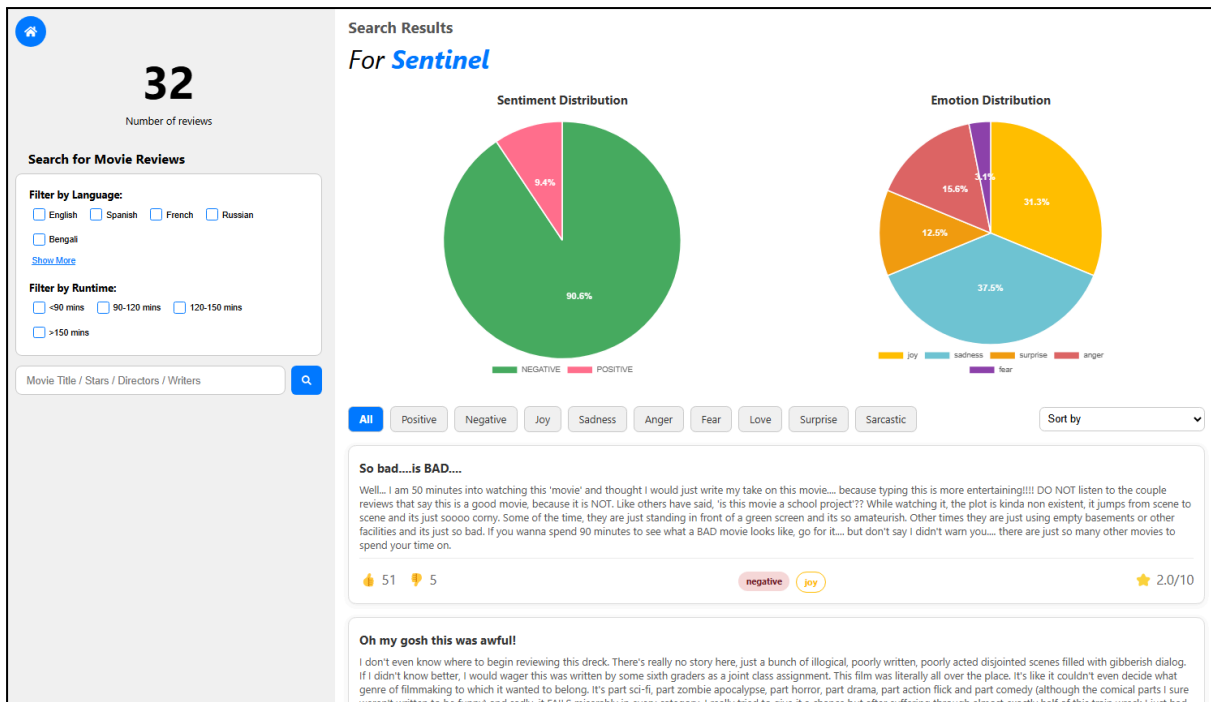 32
Number of reviews
Search for Movie Reviews
Filter by Language:
English Spanish French Russian
Bengali
Show More
Filter by Runtime:
<90 mins 90-120 mins 120-150 mins
>150 mins
Movie Title / Stars / Directors / Writers
Search Results
For Sentinel
Sentiment Distribution
9.4%
90.6%
NEGATIVE POSITIVE
Emotion Distribution
3.1%
15.6%
31.3%
12.5%
37.5%
joy sadness surprise anger
fear
All Positive Negative Joy Sadness Anger Fear Love Surprise Sarcastic Sort by
So bad....is BAD....
Well... I am 50 minutes into watching this 'movie' and thought I would just write my take on this movie.... because typing this is more entertaining!!!! DO NOT listen to the couple
reviews that say this is a good movie, because it is NOT. Like others have said, 'is this movie a school project'?? While watching it, the plot is kinda non existent, it jumps from scene to
scene and its just soooo corny. Some of the time, they are just standing in front of a green screen and its so amateurish. Other times they are just using empty basements or other
facilities and its just so bad. If you wanna spend 90 minutes to see what a BAD movie looks like, go for it.... but don't say I didn't warn you.... there are just so many other movies to
spend your time on.
51 5 negative joy 2.0/10
Oh my gosh this was awful!
I don't even know where to begin reviewing this dreck. There's really no story here, just a bunch of illogical, poorly written, poorly acted disjointed scenes filled with gibberish dialog.
If I didn't know better, I would wager this was written by some sixth graders as a joint class assignment. This film was literally all over the place. It's like it couldn't even decide what
genre of filmmaking to which it wanted to belong. It's part sci-fi, part zombie apocalypse, part horror, part drama, part action flick and part comedy (although the comical parts I sure